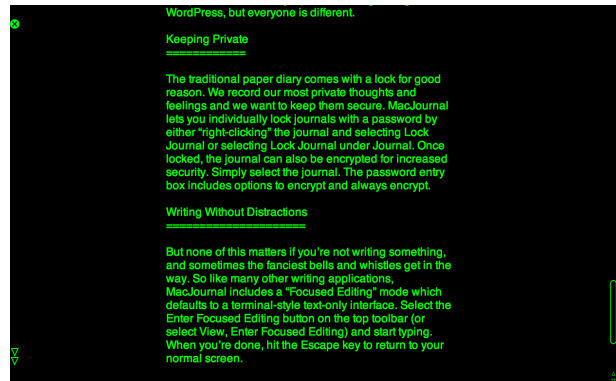 WordPress, but everyone is different.
Keeping Private
============
The traditional paper diary comes with a lock for good
reason. We record our most private thoughts and
feelings and we want to keep them secure. MacJournal
lets you individually lock journals with a password by
either “right-clicking” the journal and selecting Lock
Journal or selecting Lock Journal under Journal. Once
locked, the journal can also be encrypted for increased
security. Simply select the journal. The password entry
box includes options to encrypt and always encrypt.
Writing Without Distractions
=====================
But none of this matters if you’re not writing something,
and sometimes the fanciest bells and whistles get in the
way. So like many other writing applications,
MacJournal includes a “Focused Editing” mode which
defaults to a terminal-style text-only interface. Select the
Enter Focused Editing button on the top toolbar (or
select View, Enter Focused Editing) and start typing.
When you’re done, hit the Escape key to return to your
normal screen.